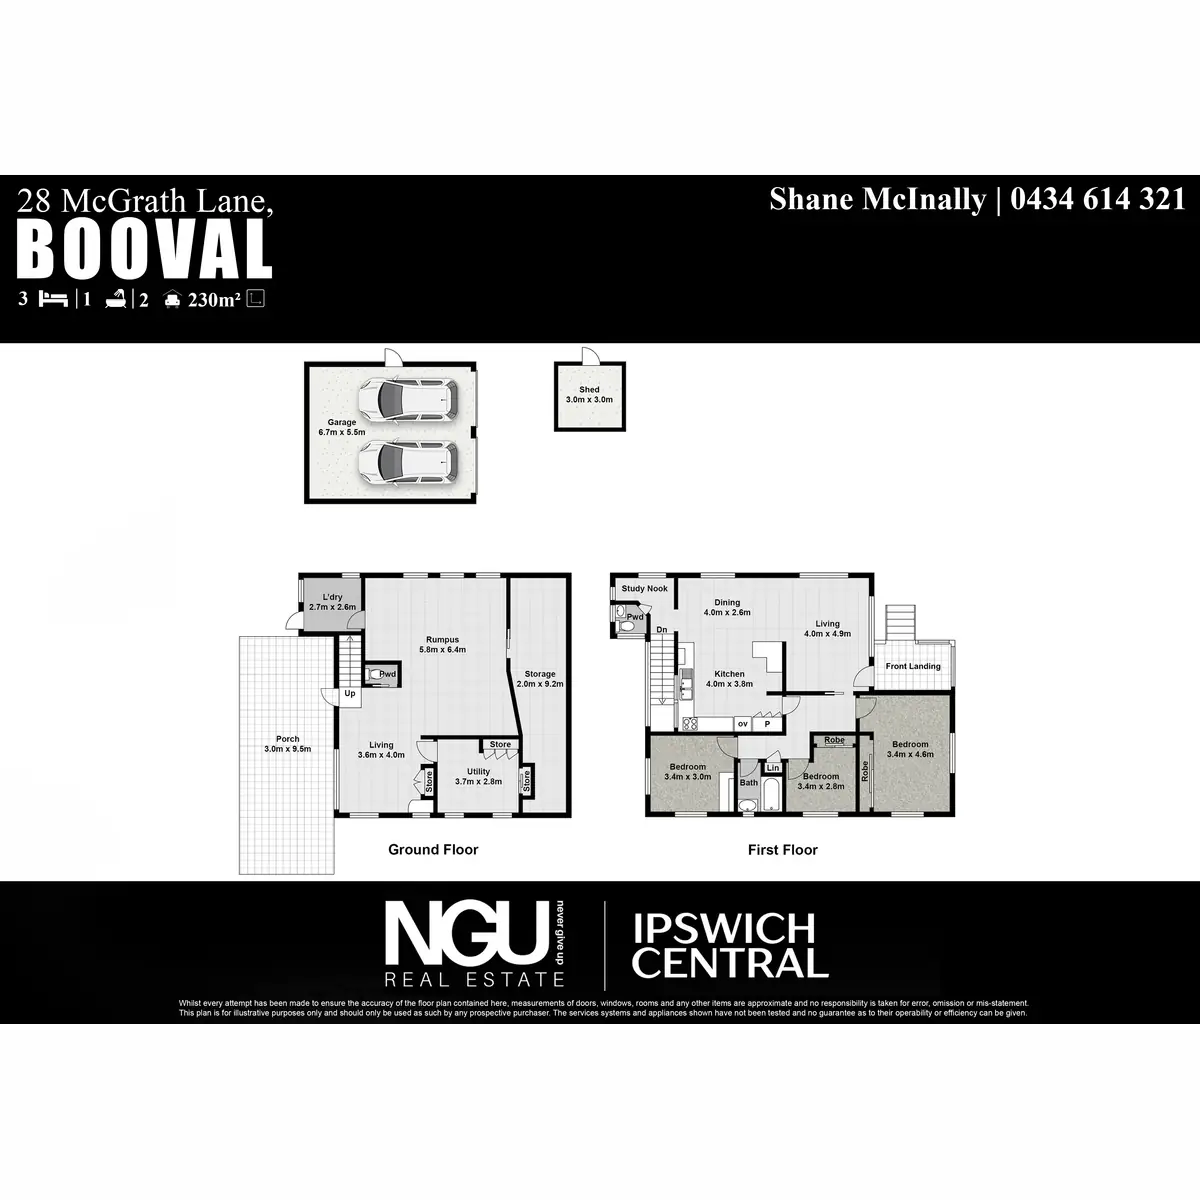 28 McGrath Lane,
BOOVAL
3 | 1 | 2 230m²
Shane McInally | 0434 614 321
Garage
6.7m x 5.5m
Shed
3.0m x 3.0m
L'dry
2.7m x 2.6m
Rumpus
5.8m x 6.4m
Pwd
Up
Storage
2.0m x 9.2m
Porch
3.0m x 9.5m
Living
3.6m x 4.0m
Store
Utility
3.7m x 2.8m
Store
Store
Ground Floor
Study Nook
Pwd
Dn
Dining
4.0m x 2.6m
Living
4.0m x 4.9m
Kitchen
4.0m x 3.8m
Front Landing
OV
P
Bedroom
3.4m x 3.0m
Bath
Lin
Robe
Bedroom
3.4m x 2.8m
Robe
Bedroom
3.4m x 4.6m
First Floor
NGU
never give up
REAL ESTATE
IPSWICH
CENTRAL
Whilst every attempt has been made to ensure the accuracy of the floor plan contained here, measurements of doors, windows, rooms and any other items are approximate and no responsibility is taken for error, omission or mis-statement.
This plan is for illustrative purposes only and should only be used as such by any prospective purchaser. The services systems and appliances shown have not been tested and no guarantee as to their operability or efficiency can be given.